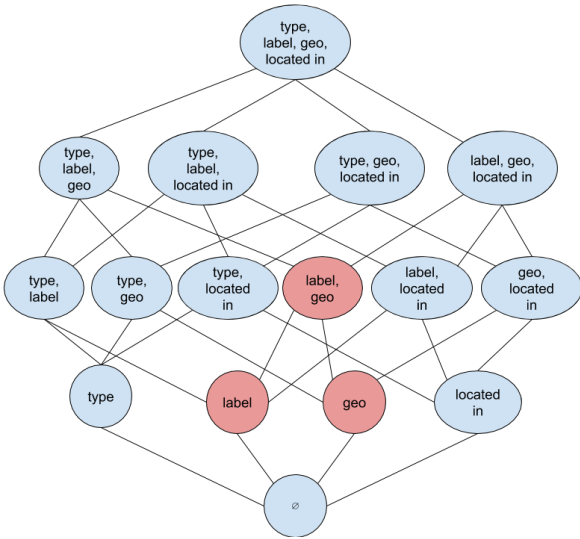 type,
label, geo,
located in
type,
label,
geo
type,
label,
located in
type, geo,
located in
label, geo,
located in
type,
label
type,
geo
type,
located
in
label,
geo
label,
located
in
geo,
located
in
type
label
geo
located
in
∅